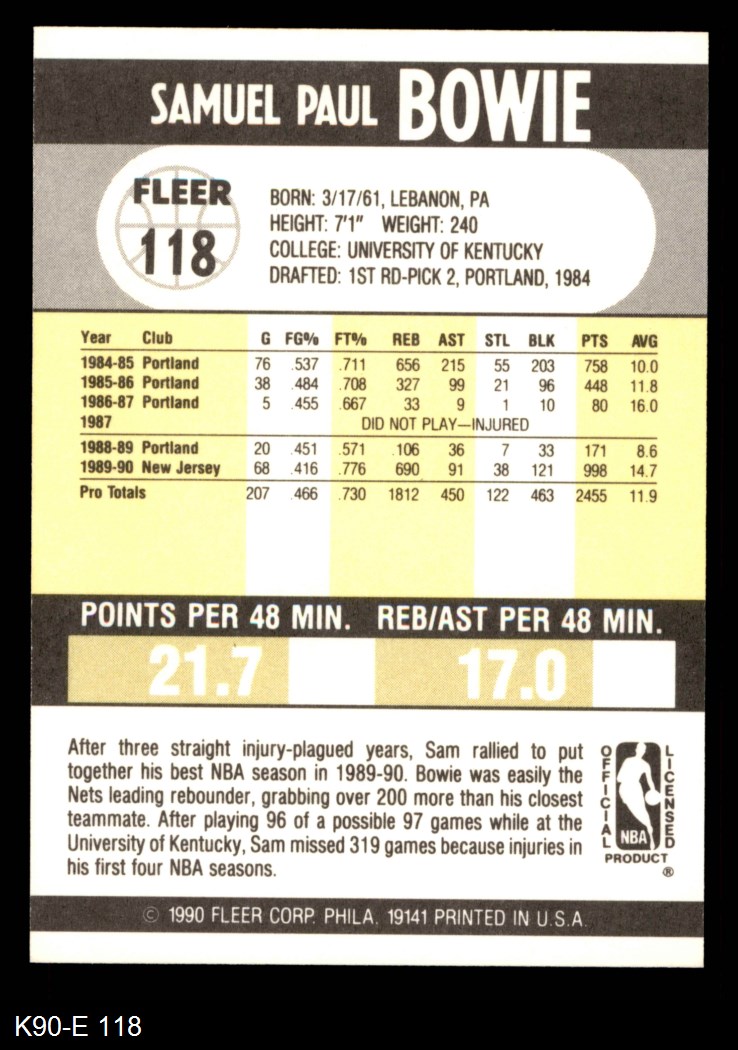 SAMUEL PAUL BOWIE
FLEER
118
BORN: 3/17/61, LEBANON, PA
HEIGHT: 7'1" WEIGHT: 240
COLLEGE: UNIVERSITY OF KENTUCKY
DRAFTED: 1ST RD-PICK 2, PORTLAND, 1984
Year Club G FG% FT% REB AST STL BLK PTS AVG
1984-85 Portland 76 .537 .711 656 215 55 203 758 10.0
1985-86 Portland 38 .484 .708 327 99 21 96 448 11.8
1986-87 Portland 5 .455 .667 33 9 1 10 80 16.0
1987 DID NOT PLAY—INJURED
1988-89 Portland 20 .451 .571 .106 36 7 33 171 8.6
1989-90 New Jersey 68 .416 .776 690 91 38 121 998 14.7
Pro Totals 207 .466 .730 1812 450 122 463 2455 11.9
POINTS PER 48 MIN. REB/AST PER 48 MIN.
21.7 17.0
After three straight injury-plagued years, Sam rallied to put
together his best NBA season in 1989-90. Bowie was easily the
Nets leading rebounder, grabbing over 200 more than his closest
teammate. After playing 96 of a possible 97 games while at the
University of Kentucky, Sam missed 319 games because injuries in
his first four NBA seasons.
OFFICIAL LICENSED
NBA
PRODUCT
®
© 1990 FLEER CORP. PHILA. 19141 PRINTED IN U.S.A.
K90-E 118